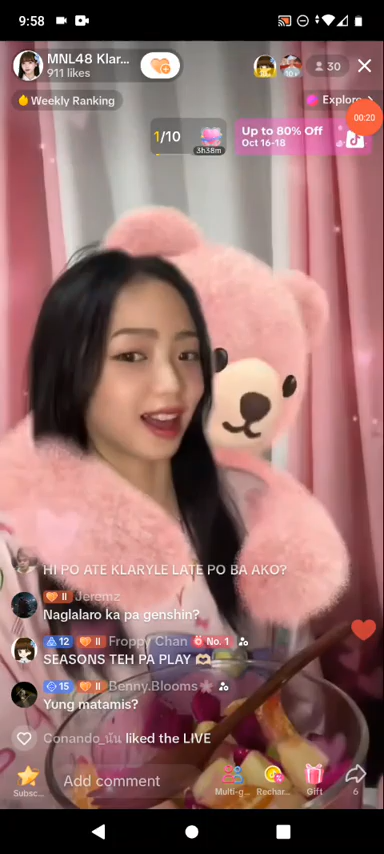 9:58
MNL48 Klar...
911 likes
30
Weekly Ranking
Explore
00:20
1/10
3h38m
Up to 80% Off
Oct 16-18
HI PO ATE KLARYLE LATE PO BA AKO?
II Jeremz
Naglalaro ka pa genshin?
12 II Froppy Chan No. 1
SEASONS TEH PA PLAY 🫶
15 II Benny.Blooms
Yung matamis?
Conando_นัน liked the LIVE
Subsc...
Add comment
Multi-g...
Rechar...
Gift
6